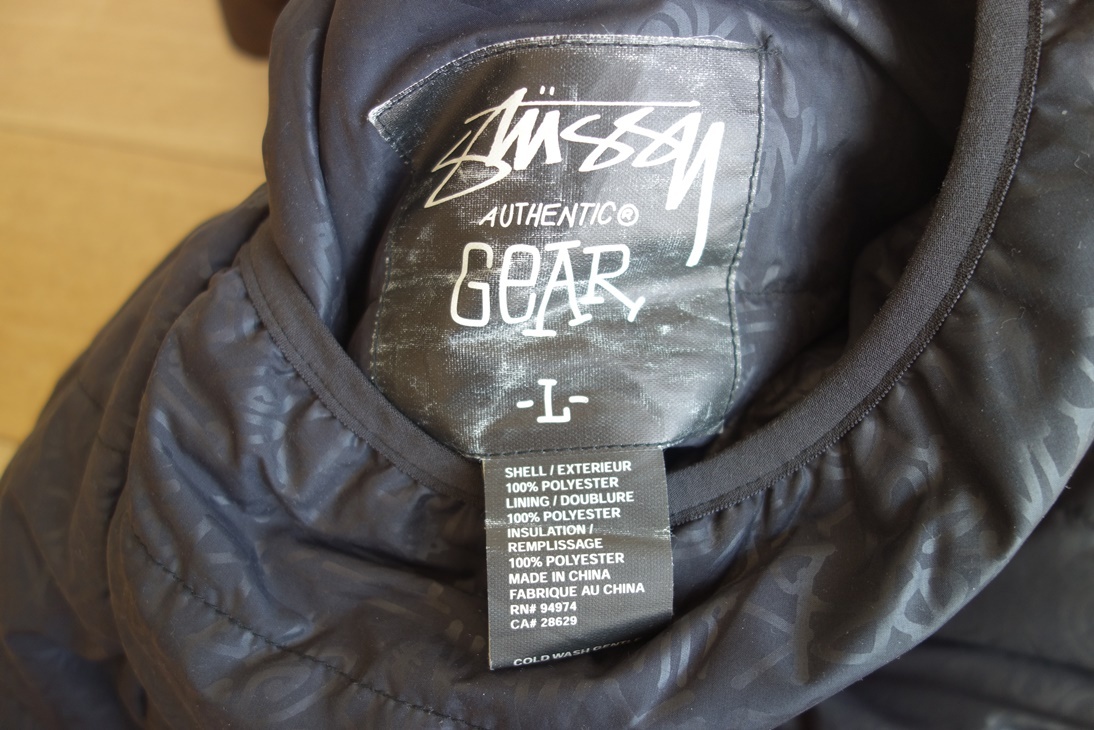 Stüssy
AUTHENTIC®
GEAR
-L-
SHELL / EXTERIEUR
100% POLYESTER
LINING / DOUBLURE
100% POLYESTER
INSULATION /
REMPLISSAGE
100% POLYESTER
MADE IN CHINA
FABRIQUE AU CHINA
RN# 94974
CA# 28629
COLD WASH GENTLE